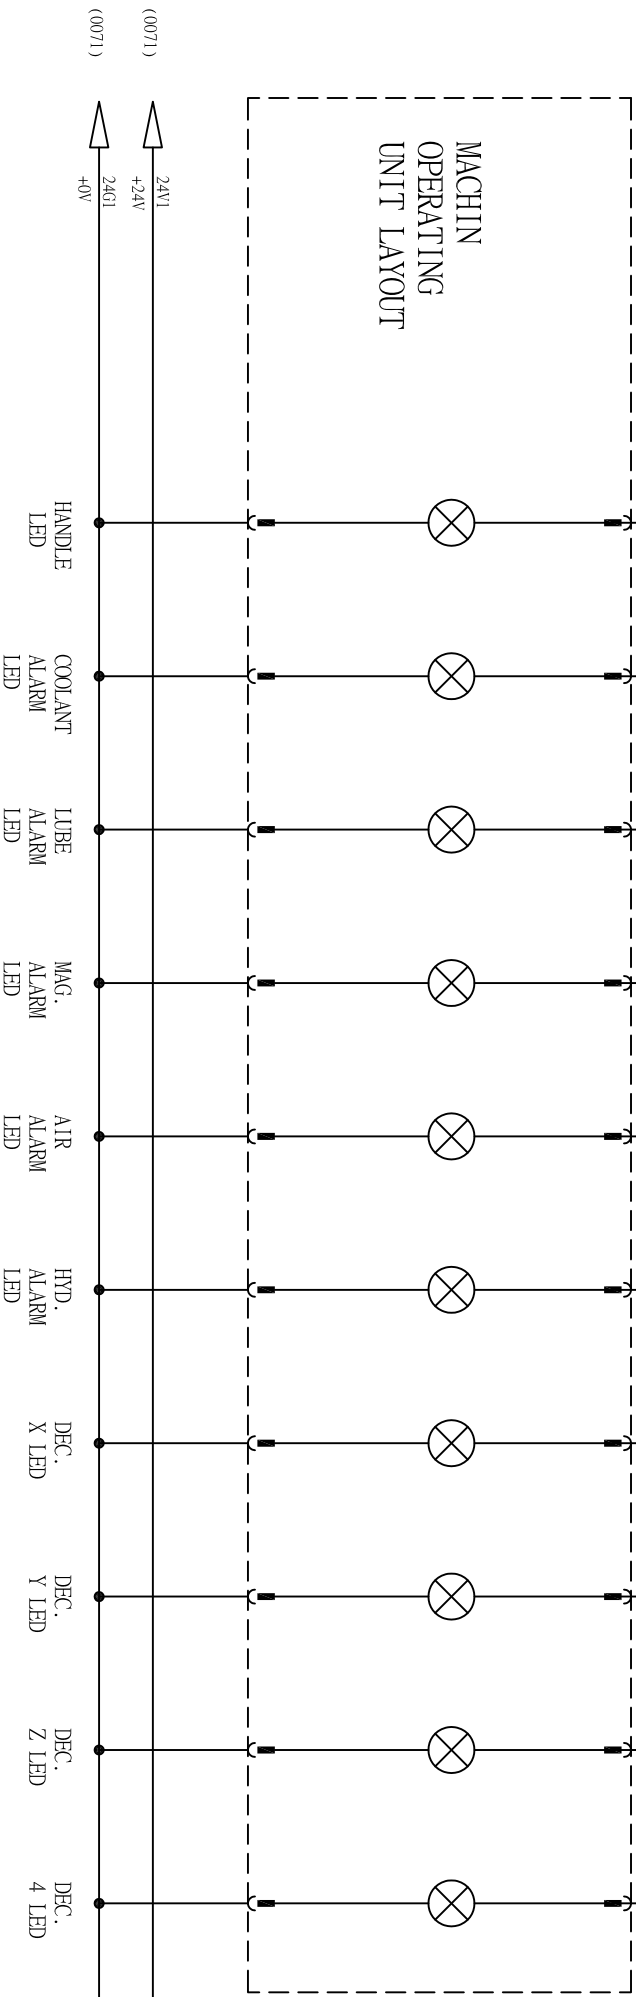 (0071)
(0071)
24V1
+24V
24G1
+0V
MACHIN
OPERATING
UNIT LAYOUT
HANDLE
LED
COOLANT
ALARM
LED
LUBE
ALARM
LED
MAG.
ALARM
LED
AIR
ALARM
LED
HYD.
ALARM
LED
DEC.
X LED
DEC.
Y LED
DEC.
Z LED
DEC.
4 LED